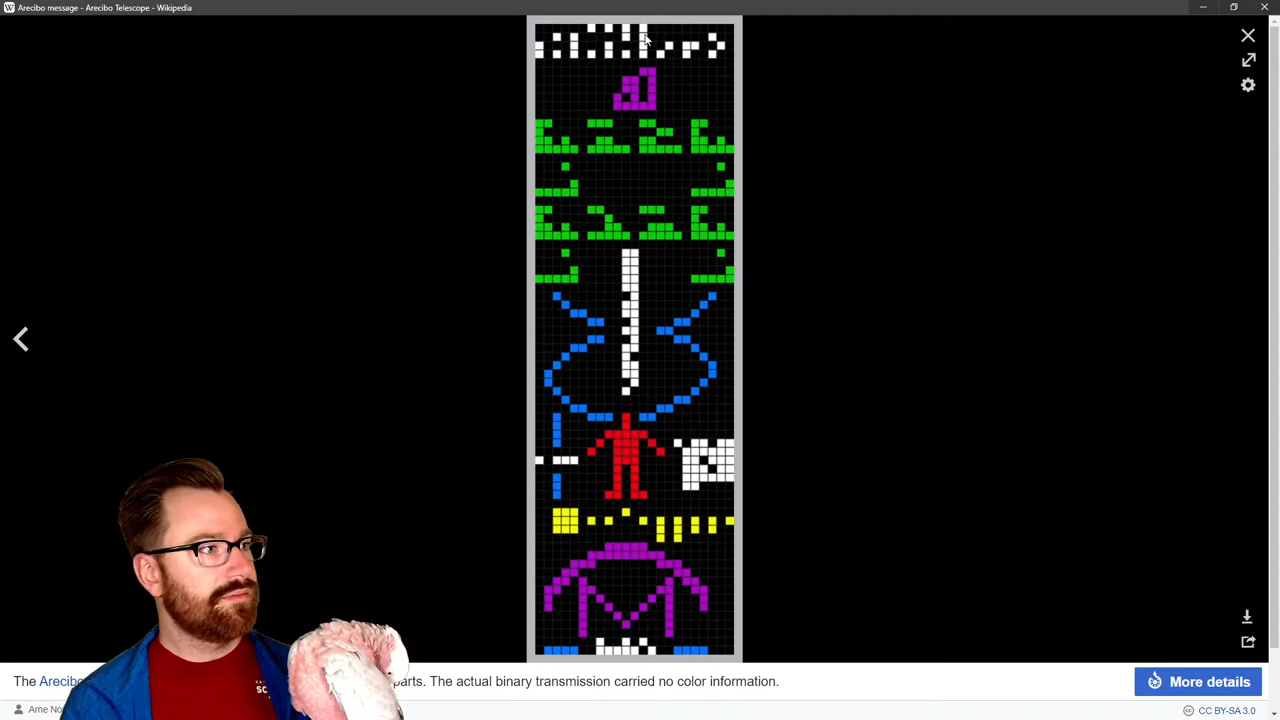 Arecibo message - Arecibo Telescope - Wikipedia
The Arecibo
parts. The actual binary transmission carried no color information.
More details
CC BY-SA 3.0